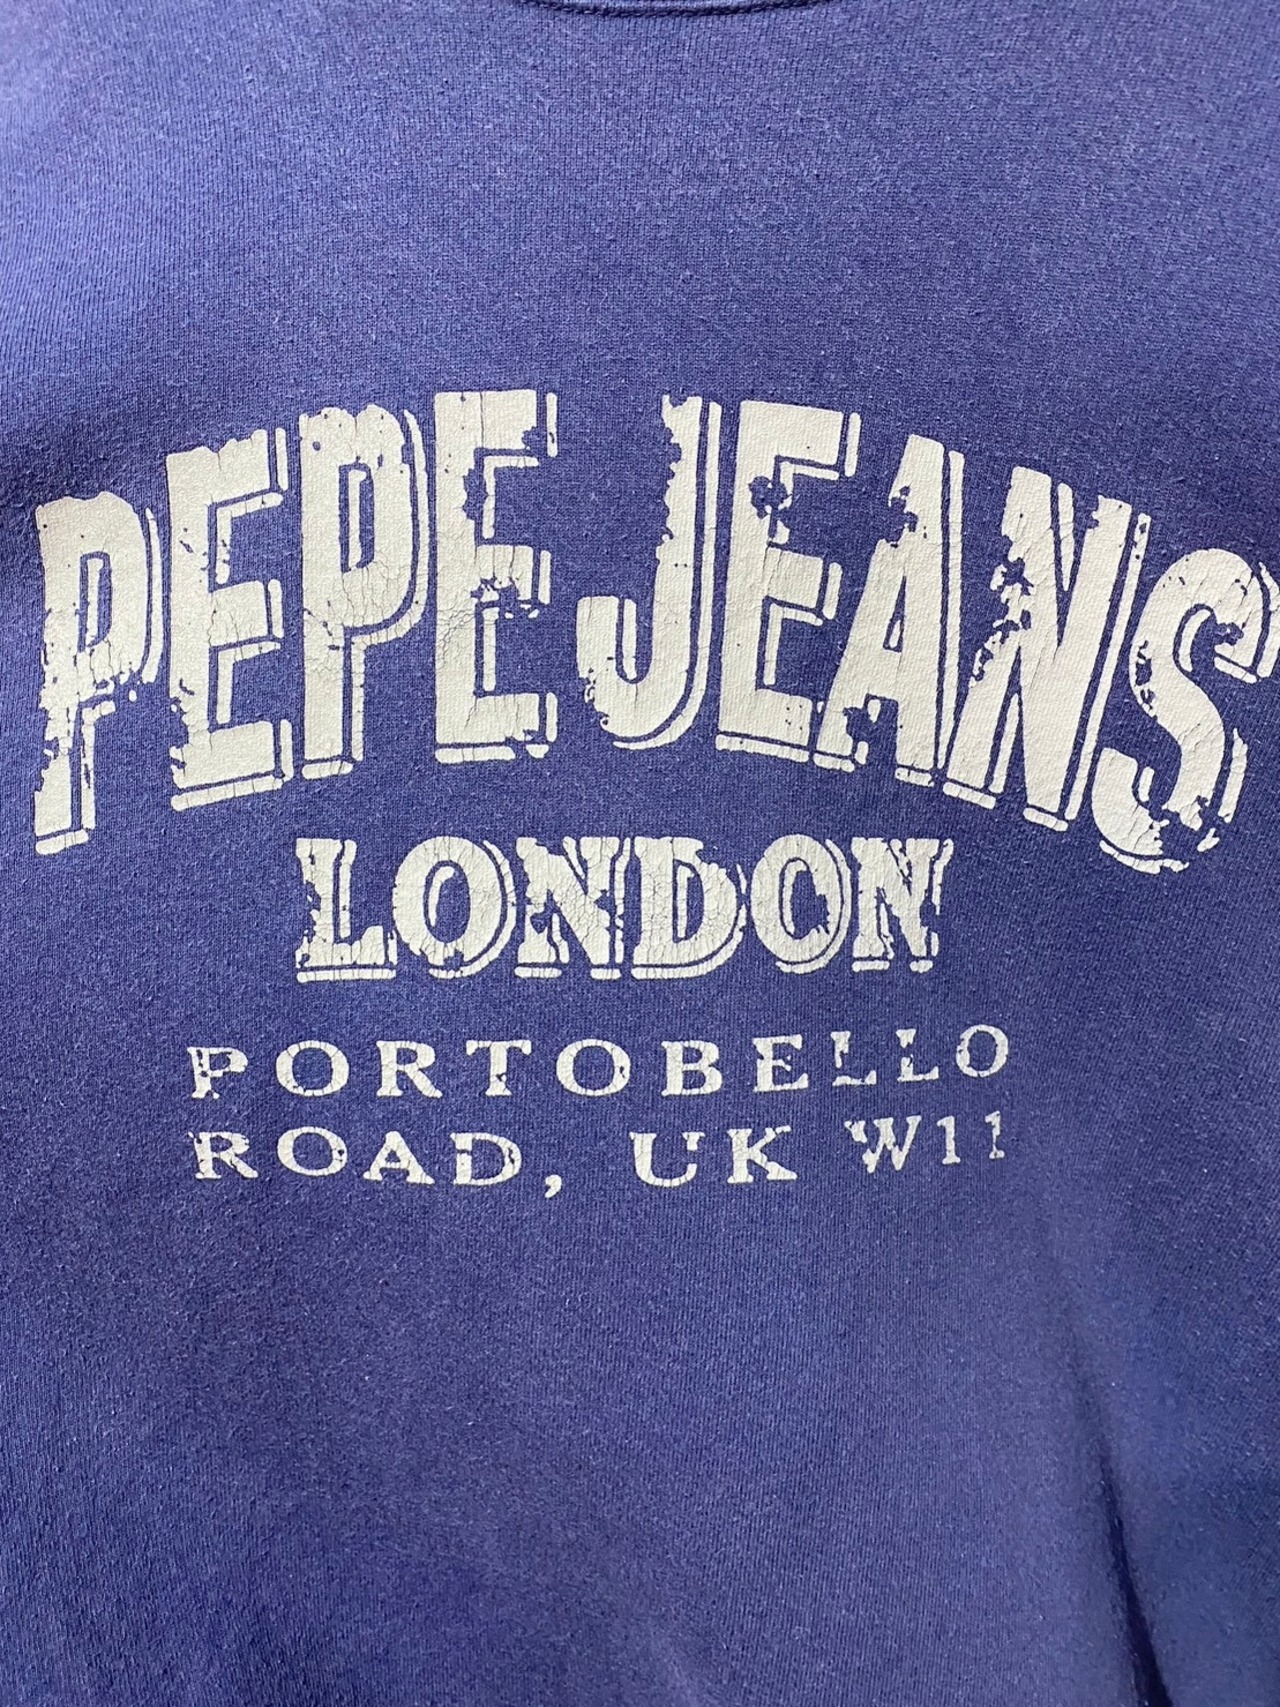 PEPE JEANS
LONDON
PORTOBELLO
ROAD, UK W11